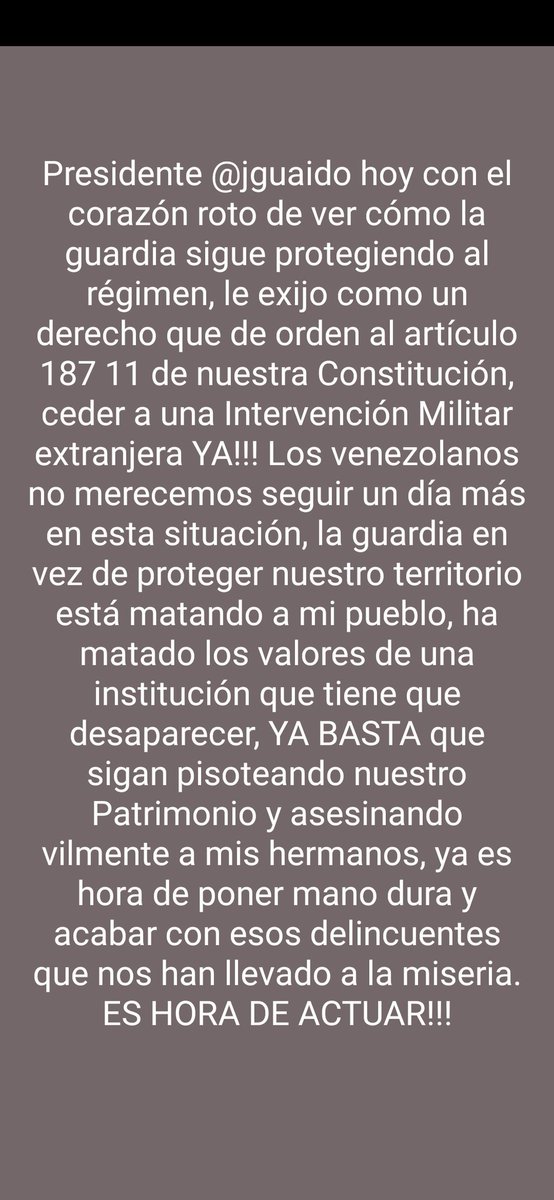 Presidente @jguaido hoy con el
corazón roto de ver cómo la
guardia sigue protegiendo al
régimen, le exijo como un
derecho que de orden al artículo
187 11 de nuestra Constitución,
ceder a una Intervención Militar
extranjera YA!!! Los venezolanos
no merecemos seguir un día más
en esta situación, la guardia en
vez de proteger nuestro territorio
está matando a mi pueblo, ha
matado los valores de una
institución que tiene que
desaparecer, YA BASTA que
sigan pisoteando nuestro
Patrimonio y asesinando
vilmente a mis hermanos, ya es
hora de poner mano dura y
acabar con esos delincuentes
que nos han llevado a la miseria.
ES HORA DE ACTUAR!!!